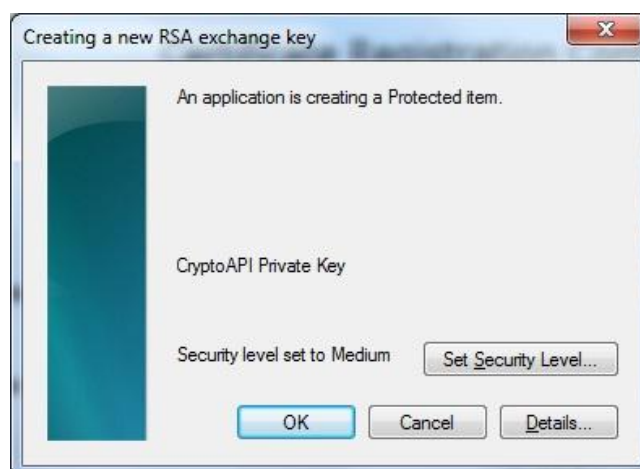 Creating a new RSA exchange key
An application is creating a Protected item.
CryptoAPI Private Key
Security level set to Medium
Set Security Level...
OK
Cancel
Details...